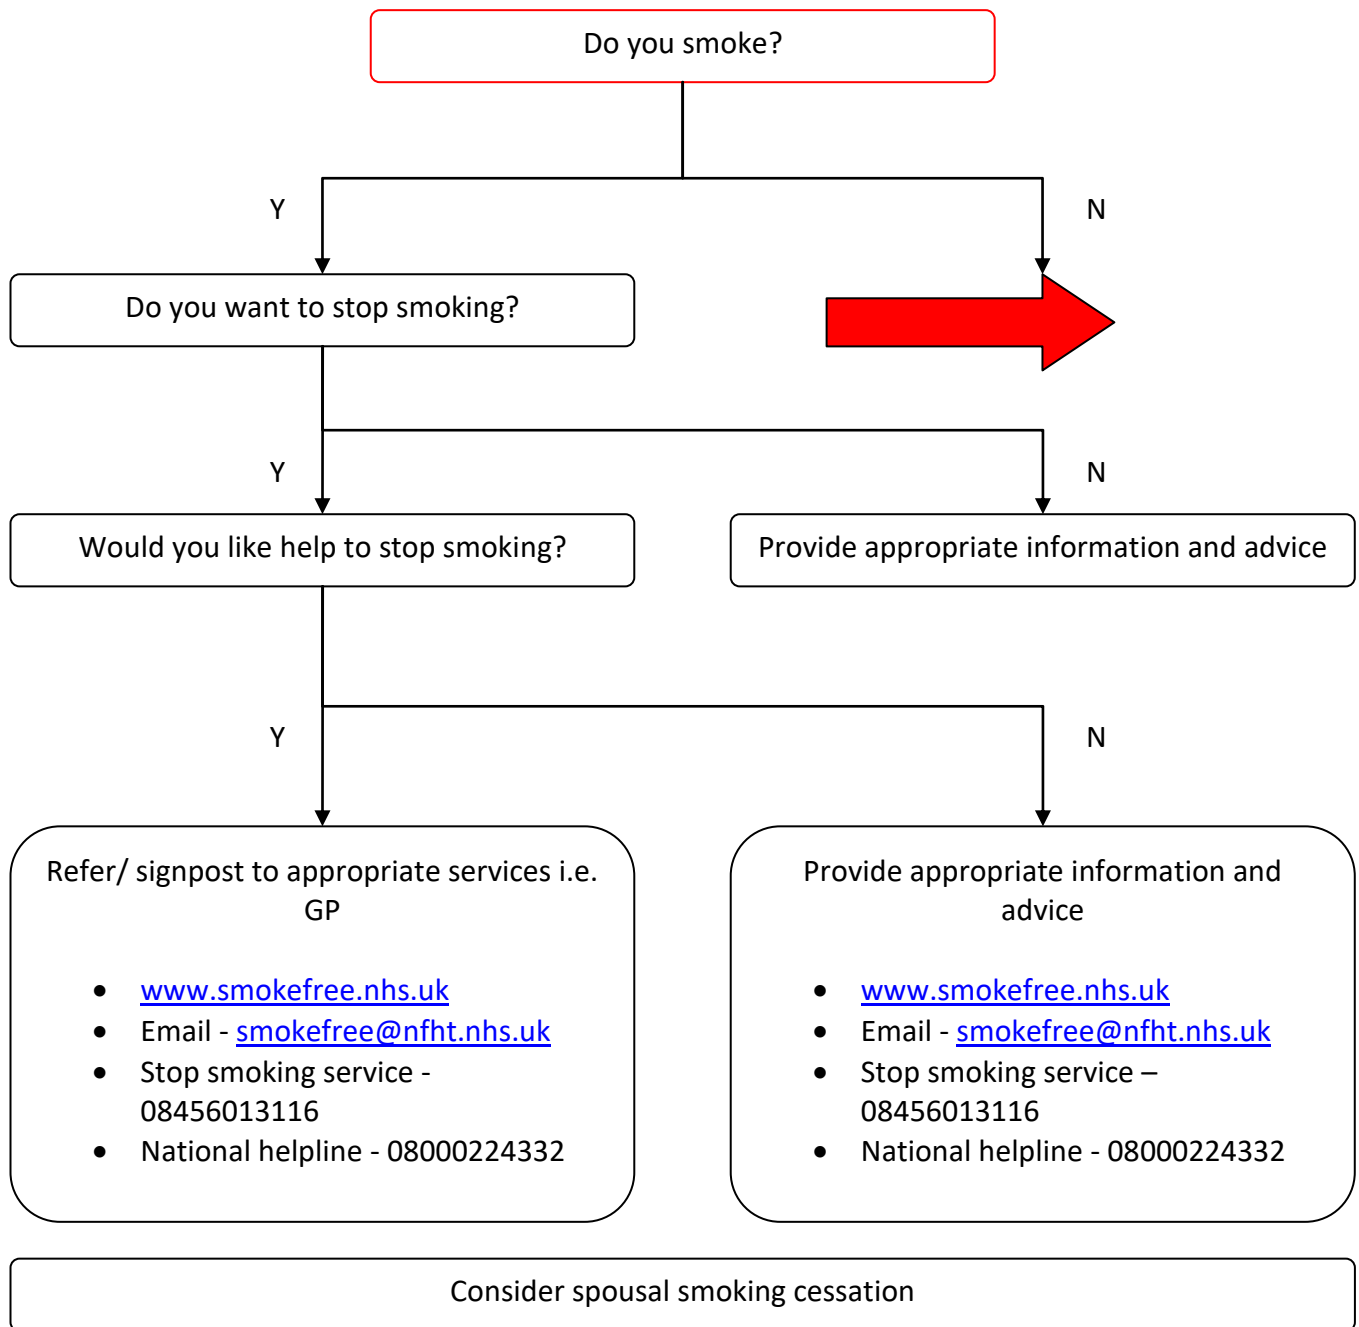 Do you smoke?
Y
N
Do you want to stop smoking?
Y
N
Would you like help to stop smoking?
Provide appropriate information and advice
Y
N
Refer/ signpost to appropriate services i.e.
GP
• www.smokefree.nhs.uk
• Email - smokefree@nfht.nhs.uk
• Stop smoking service -
08456013116
• National helpline - 08000224332
Provide appropriate information and
advice
• www.smokefree.nhs.uk
• Email - smokefree@nfht.nhs.uk
• Stop smoking service –
08456013116
• National helpline - 08000224332
Consider spousal smoking cessation